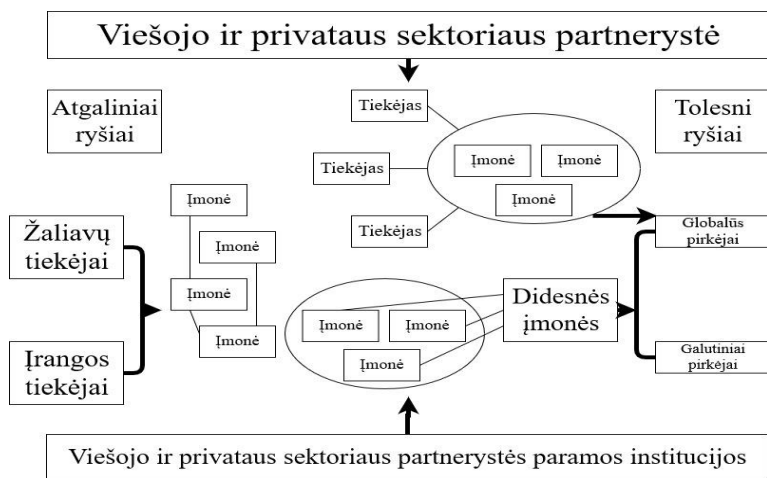 Viešojo ir privataus sektoriaus partnerystė
Atgaliniai
ryšiai
Tiekėjas
Tolesni
ryšiai
Tiekėjas
Įmonė
Įmonė
Įmonė
Tiekėjas
Įmonė
Įmonė
Įmonė
Įmonė
Žaliavų
tiekėjai
Įrangos
tiekėjai
Įmonė
Įmonė
Įmonė
Didesnės
įmonės
Globalūs
pirkėjai
Galutiniai
pirkėjai
Viešojo ir privataus sektoriaus partnerystės paramos institucijos